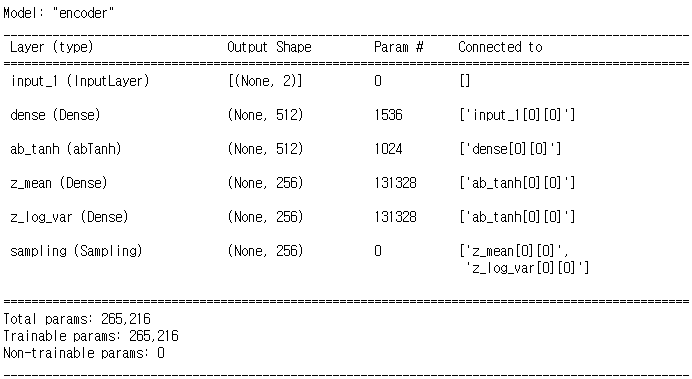 Model: "encoder"
Layer (type) Output Shape Param # Connected to
input_1 (InputLayer) [(None, 2)] 0 []
dense (Dense) (None, 512) 1536 ['input_1[0][0]']
ab_tanh (abTanh) (None, 512) 1024 ['dense[0][0]']
z_mean (Dense) (None, 256) 131328 ['ab_tanh[0][0]']
z_log_var (Dense) (None, 256) 131328 ['ab_tanh[0][0]']
sampling (Sampling) (None, 256) 0 ['z_mean[0][0]',
'z_log_var[0][0]']
Total params: 265,216
Trainable params: 265,216
Non-trainable params: 0